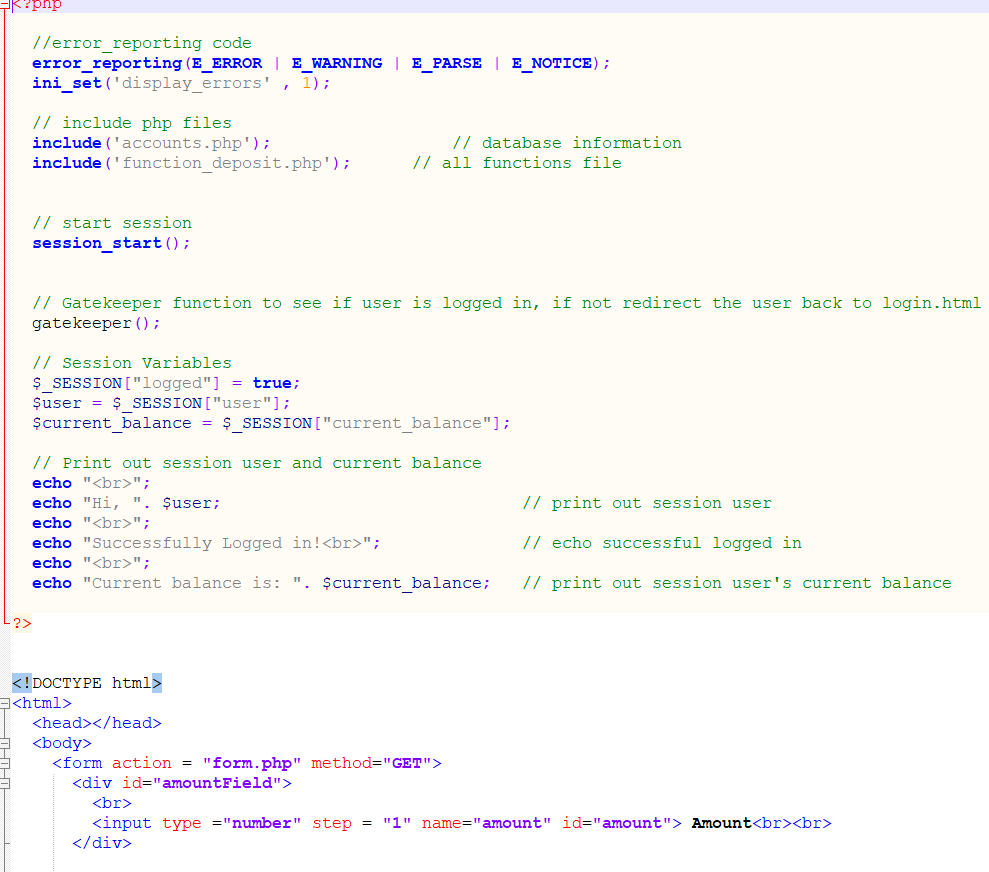 <?php
//error_reporting code
error_reporting(E_ERROR | E_WARNING | E_PARSE | E_NOTICE);
ini_set('display_errors' , 1);
// include php files
include('accounts.php');                  // database information
include('function_deposit.php');      // all functions file
// start session
session_start();
// Gatekeeper function to see if user is logged in, if not redirect the user back to login.html
gatekeeper();
// Session Variables
$_SESSION["logged"] = true;
$user = $_SESSION["user"];
$current_balance = $_SESSION["current_balance"];
// Print out session user and current balance
echo "<br>";
echo "Hi, ". $user;                              // print out session user
echo "<br>";
echo "Successfully Logged in!<br>";              // echo successful logged in
echo "<br>";
echo "Current balance is: ". $current_balance;   // print out session user's current balance
?>
<!DOCTYPE html>
<html>
<head></head>
<body>
<form action = "form.php" method="GET">
<div id="amountField">
<br>
<input type ="number" step = "1" name="amount" id="amount"> Amount<br><br>
</div>